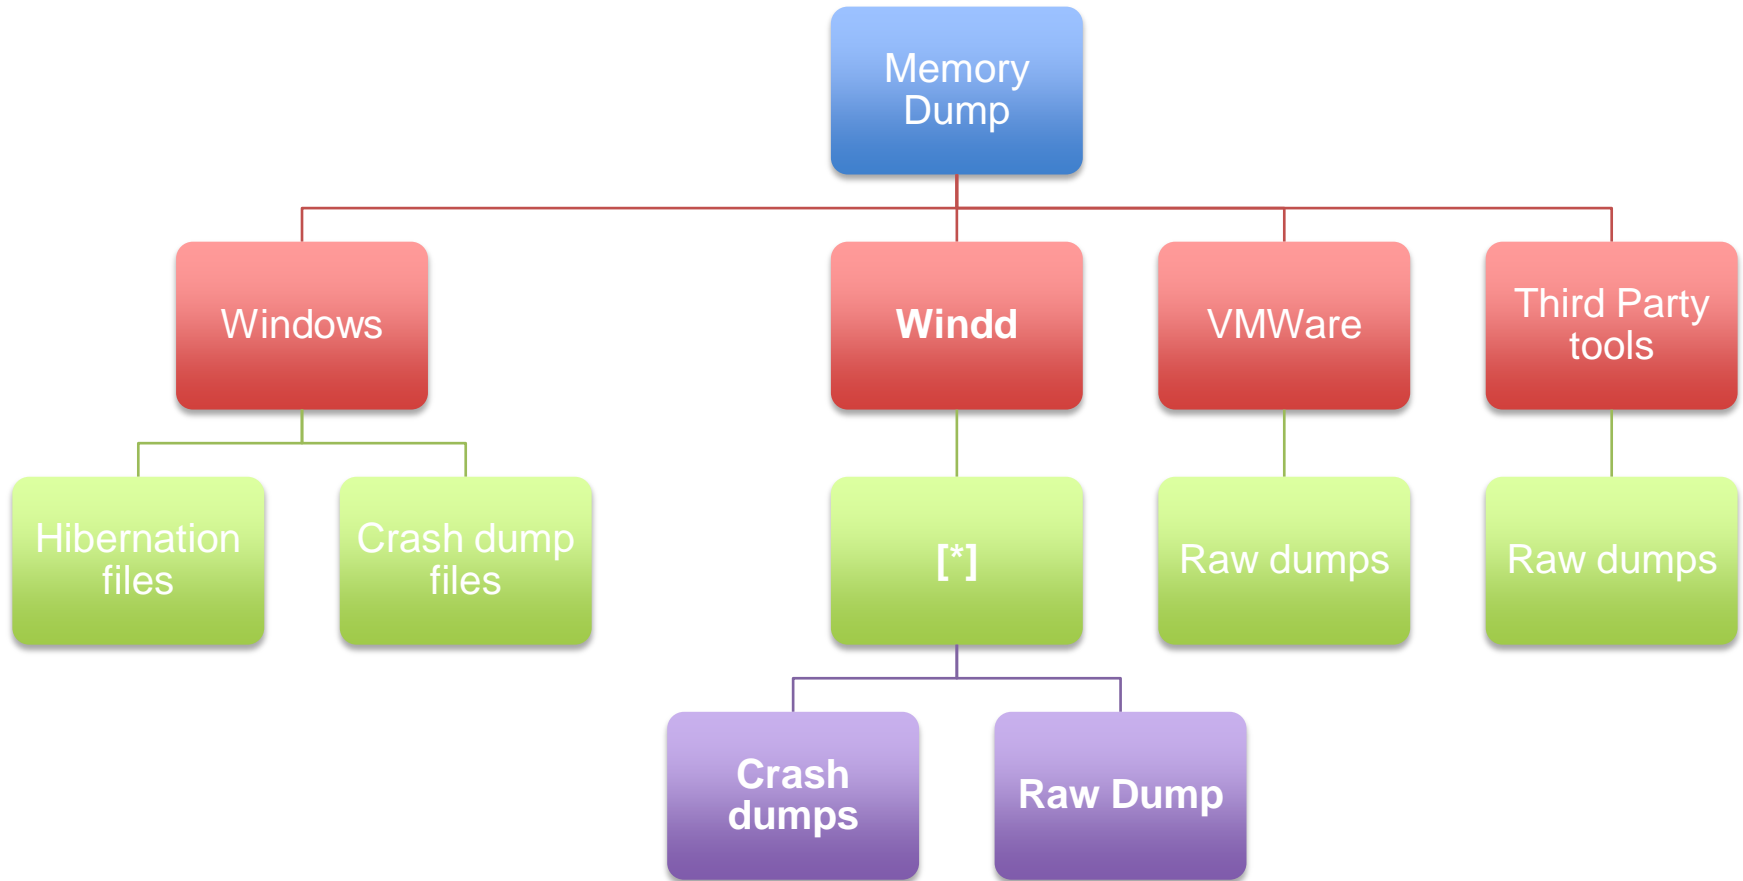 Memory
Dump
Windows
Windd
VMWare
Third Party
tools
Hibernation
files
Crash dump
files
[*]
Raw dumps
Raw dumps
Crash
dumps
Raw Dump